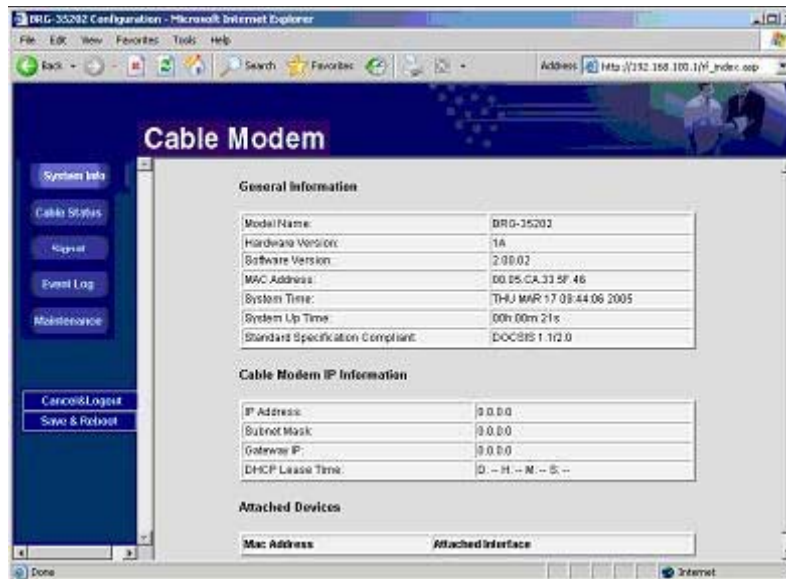 BRG-35202 Configuration - Microsoft Internet Explorer
File Edit View Favorites Tools Help
Back Search Favorites Address http://192.168.100.1/rf_index.asp
Cable Modem
System Info
Cable Status
Signal
Event Log
Maintenance
Cancel&Logout
Save & Reboot
General Information
Model Name: BRG-35202
Hardware Version: 1A
Software Version: 2.00.02
MAC Address: 00.05.CA.33.5F.46
System Time: THU MAR 17 09:44:06 2005
System Up Time: 00h:00m:21s
Standard Specification Compliant: DOCSIS 1.1/2.0
Cable Modem IP Information
IP Address: 0.0.0.0
Subnet Mask: 0.0.0.0
Gateway IP: 0.0.0.0
DHCP Lease Time: D: -- H: -- M: -- S: --
Attached Devices
Mac Address Attached Interface
Done Internet